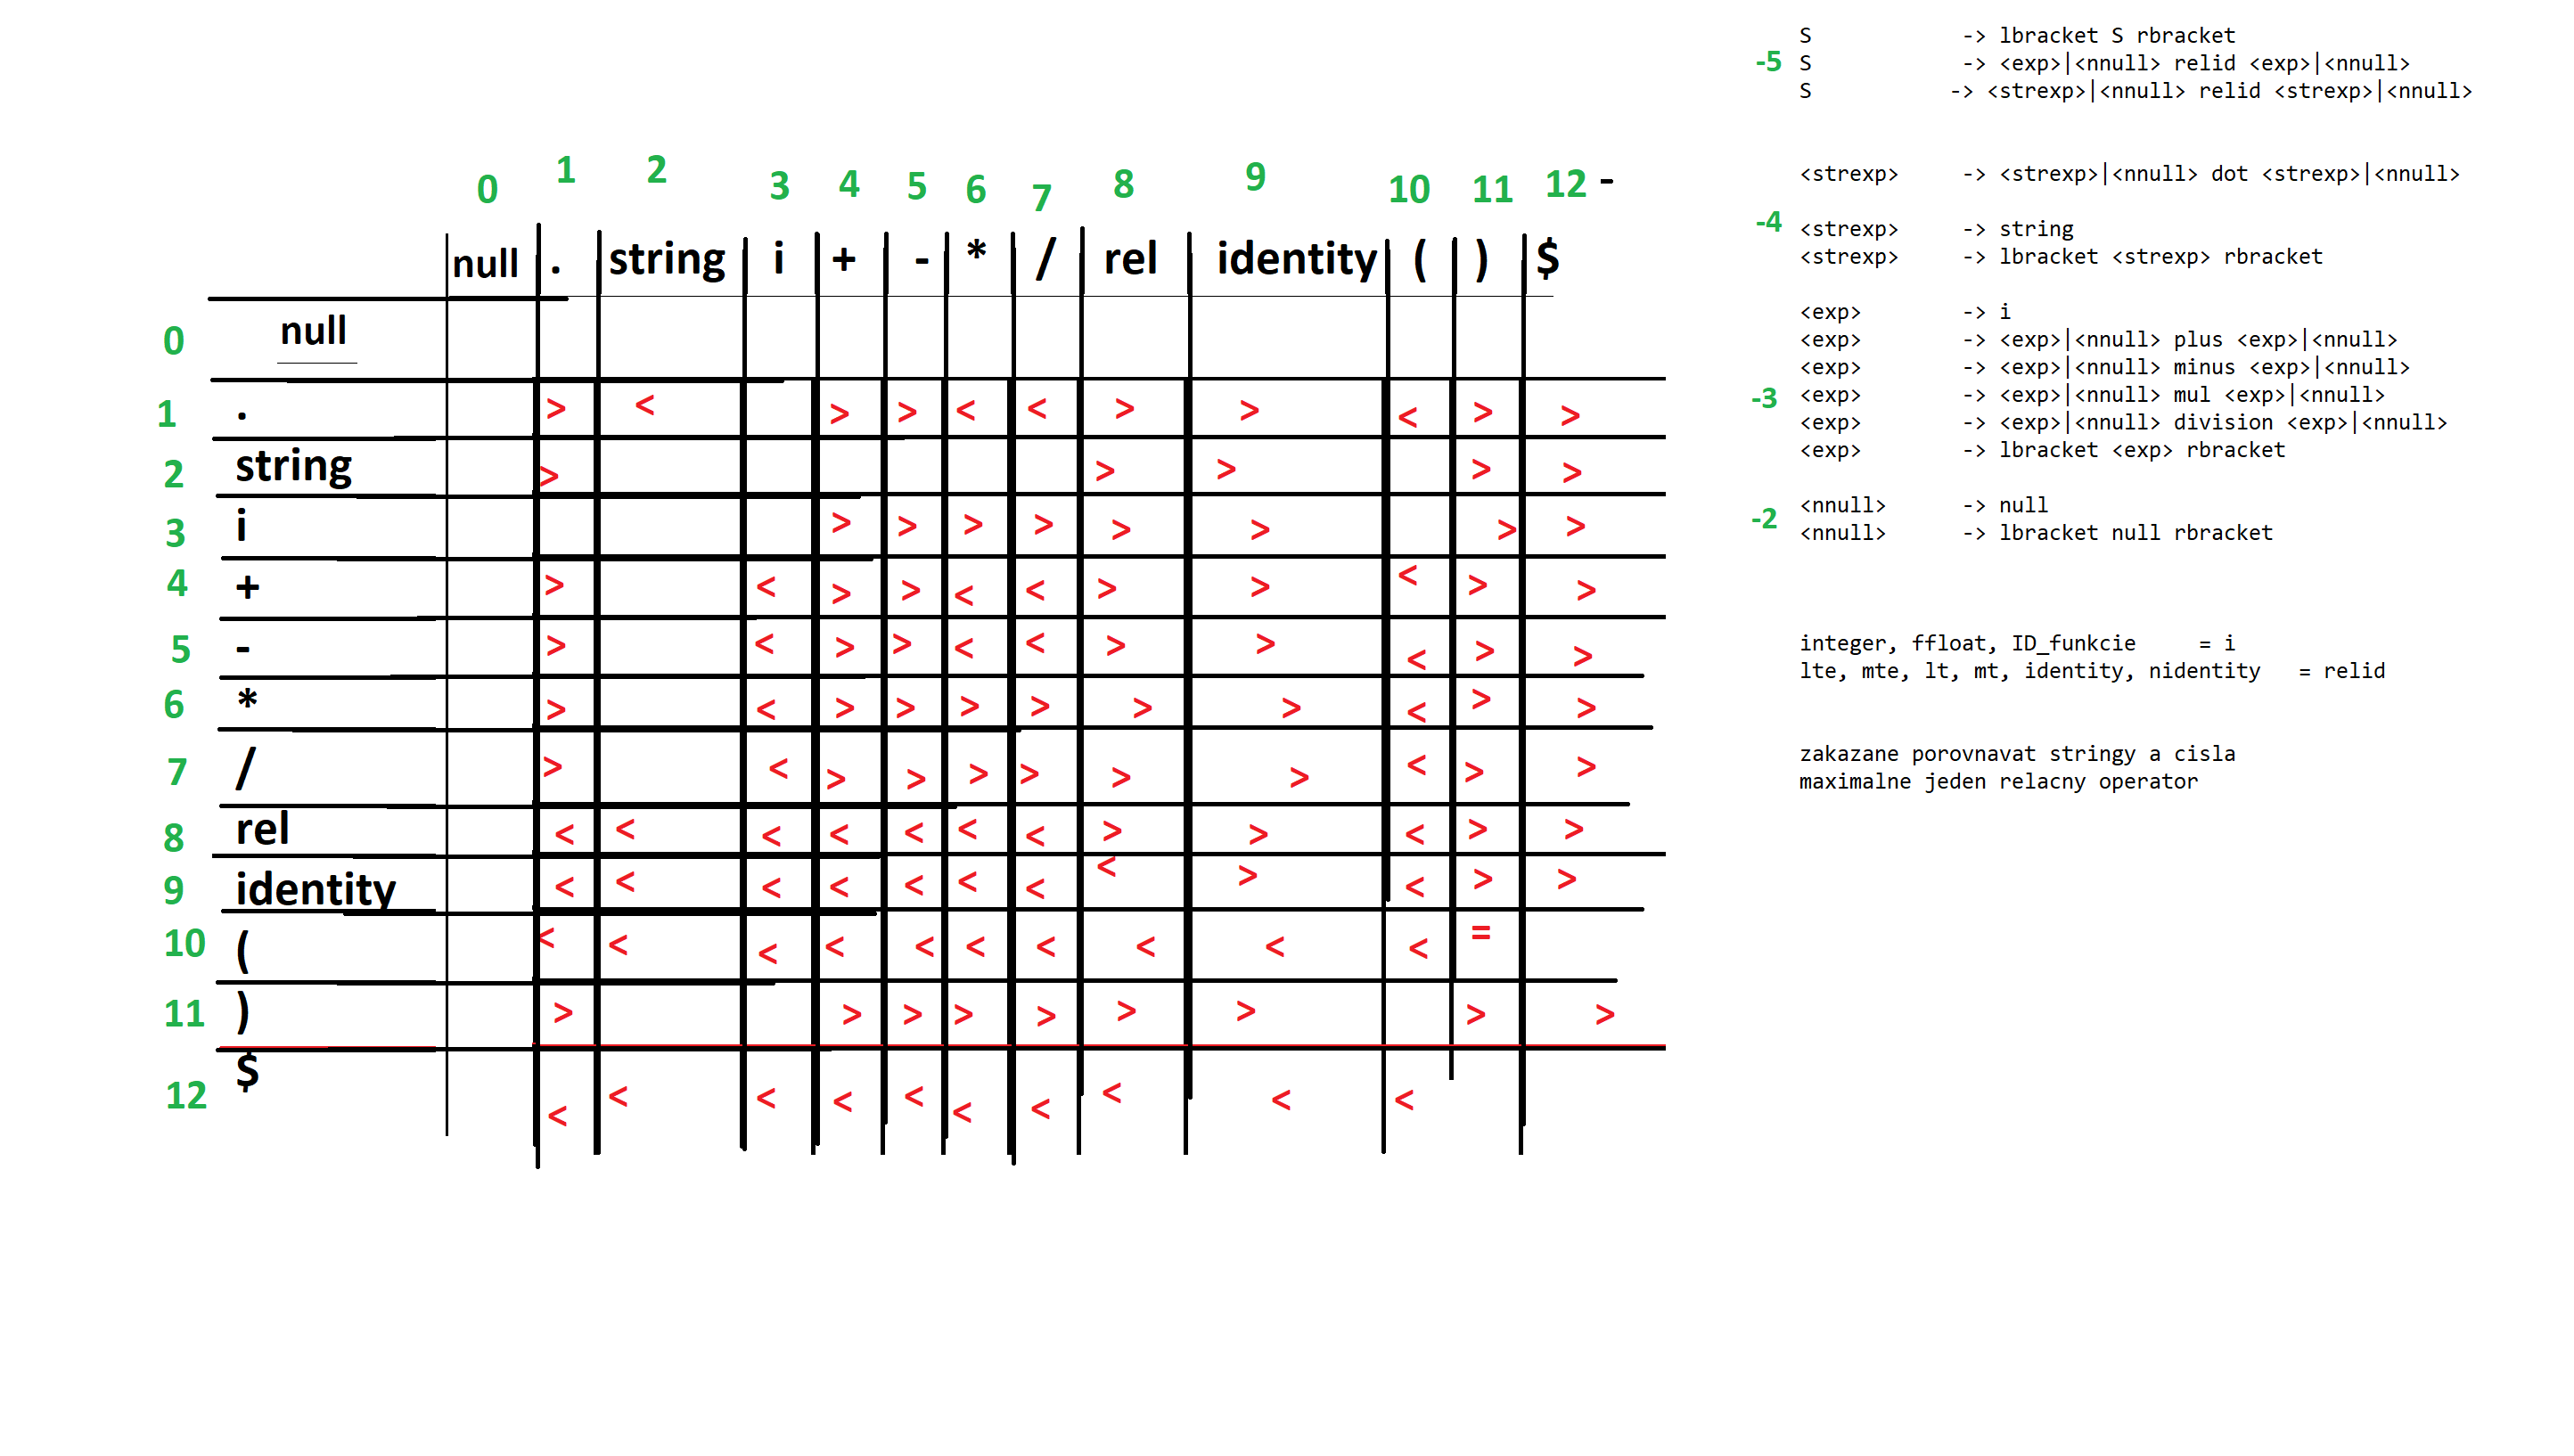 0 1 2 3 4 5 6 7 8 9 10 11 12 -
null . string i + - * / rel identity ( ) $
0 null
1 . > < > > < < > > < > >
2 string > > > > >
3 i > > > > > > > >
4 + > < > > < < > > < > >
5 - > < > > < < > > < > >
6 * > < > > > > > > < > >
7 / > < > > > > > > < > >
8 rel < < < < < < < > > < > >
9 identity < < < < < < < < > < > >
10 ( < < < < < < < < < < =
11 ) > > > > > > > > >
12 $ < < < < < < < < < <
S -> lbracket S rbracket
-5 S -> <exp>|<nnull> relid <exp>|<nnull>
S -> <strexp>|<nnull> relid <strexp>|<nnull>
<strexp> -> <strexp>|<nnull> dot <strexp>|<nnull>
-4 <strexp> -> string
<strexp> -> lbracket <strexp> rbracket
<exp> -> i
<exp> -> <exp>|<nnull> plus <exp>|<nnull>
<exp> -> <exp>|<nnull> minus <exp>|<nnull>
-3 <exp> -> <exp>|<nnull> mul <exp>|<nnull>
<exp> -> <exp>|<nnull> division <exp>|<nnull>
<exp> -> lbracket <exp> rbracket
-2 <nnull> -> null
<nnull> -> lbracket null rbracket
integer, ffloat, ID_funkcie = i
lte, mte, lt, mt, identity, nidentity = relid
zakazane porovnavat stringy a cisla
maximalne jeden relacny operator